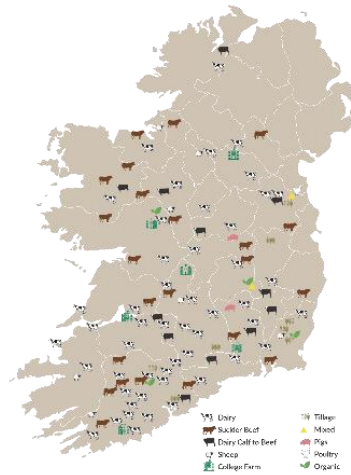 Dairy
Suckler Beef
Dairy Calf to Beef
Sheep
College Farm
Tillage
Mixed
Pigs
Poultry
Organic